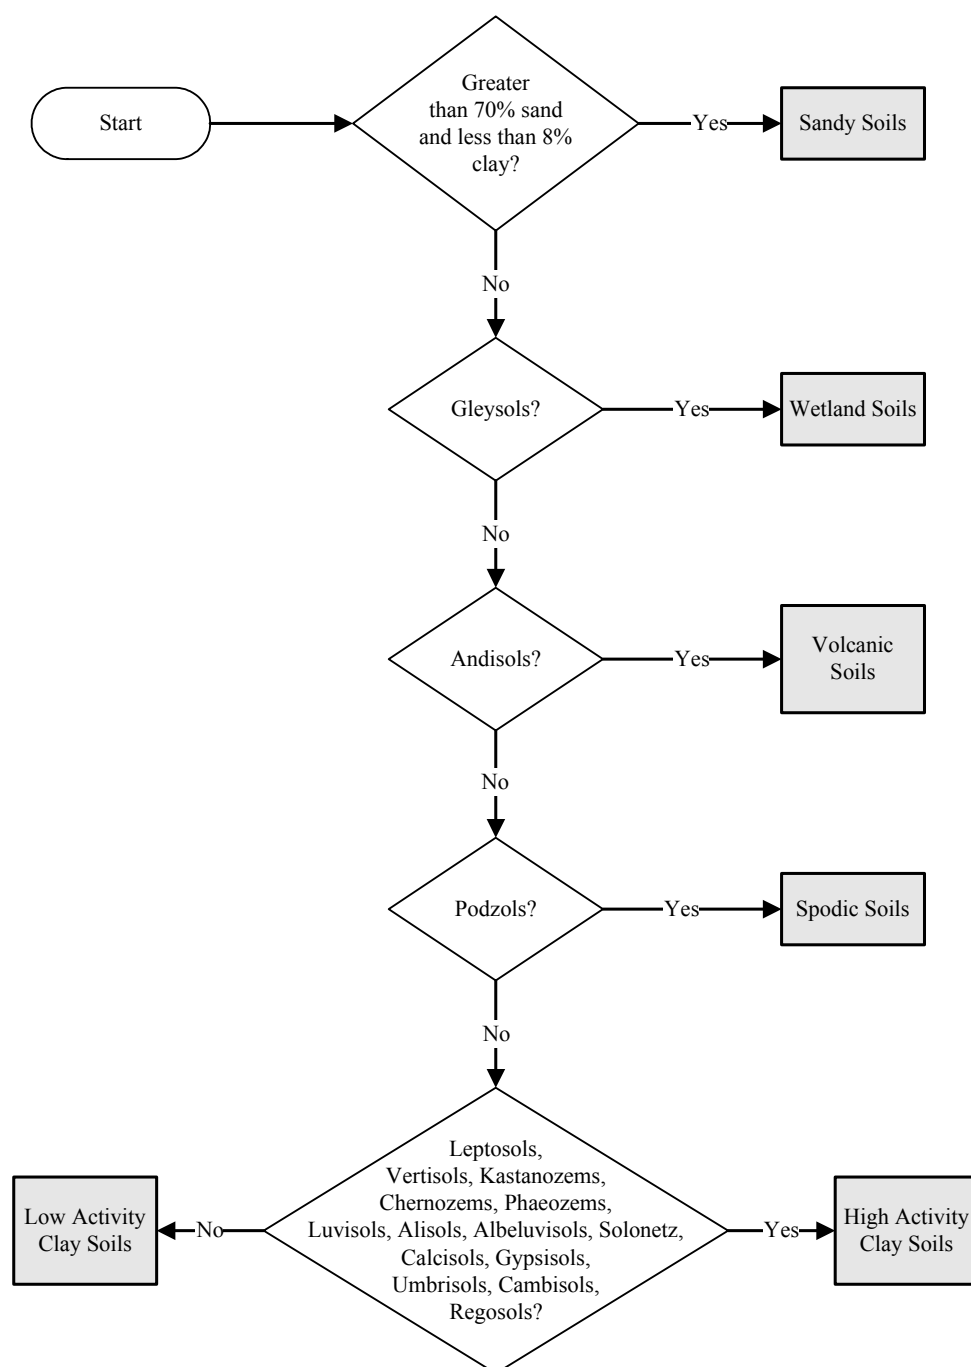 Start
Greater
than 70% sand
and less than 8%
clay?
Yes
Sandy Soils
No
Gleysols?
Yes
Wetland Soils
No
Andisols?
Yes
Volcanic
Soils
No
Podzols?
Yes
Spodic Soils
No
Leptosols,
Vertisols, Kastanozems,
Chernozems, Phaeozems,
Luvisols, Alisols, Albeluvisols, Solonetz,
Calcisols, Gypsisols,
Umbrisols, Cambisols,
Regosols?
No
Low Activity
Clay Soils
Yes
High Activity
Clay Soils